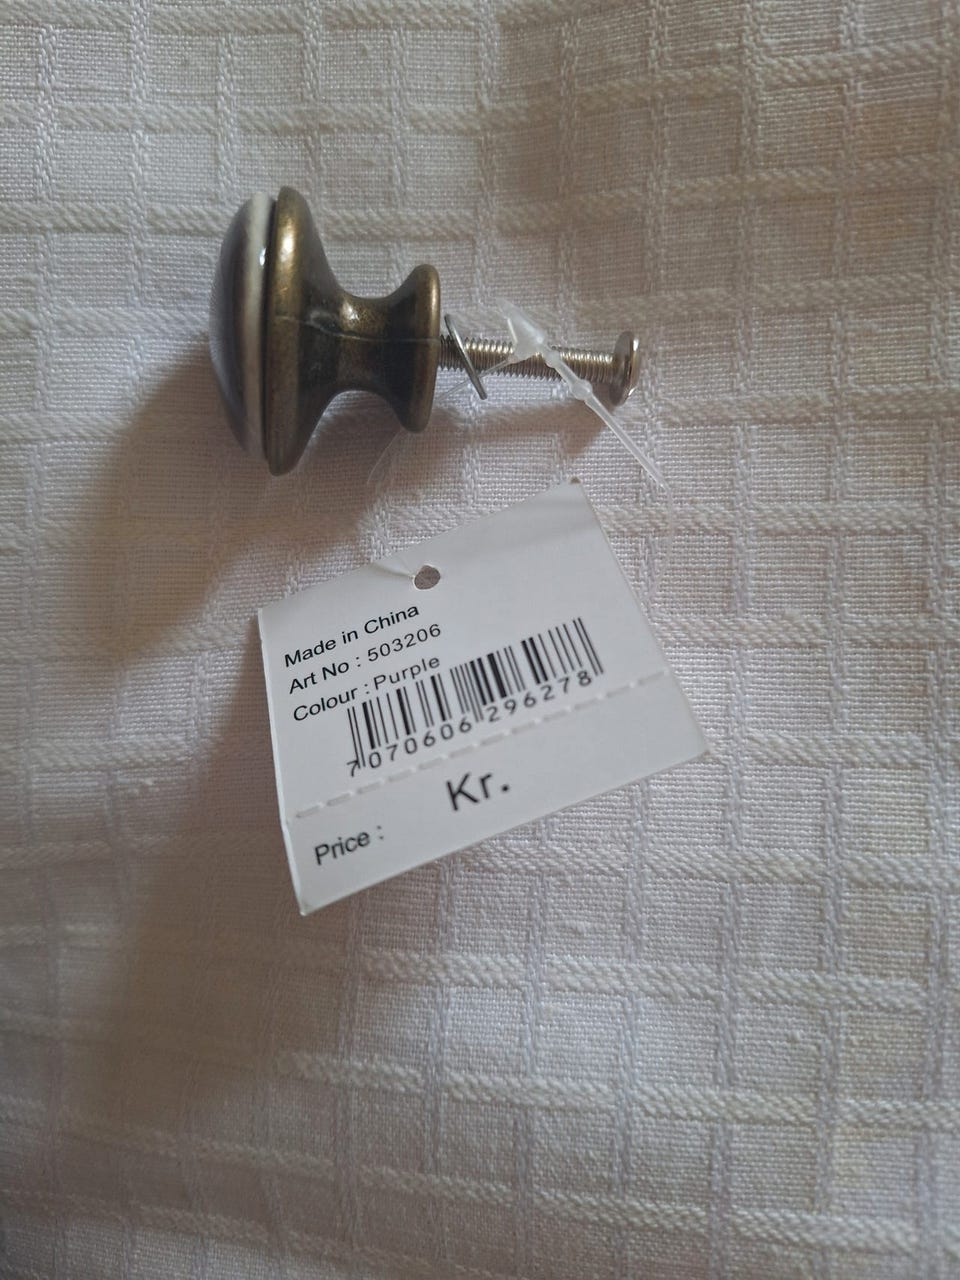 Made in China
Art No : 503206
Colour : Purple
7070606296278
Kr.
Price :